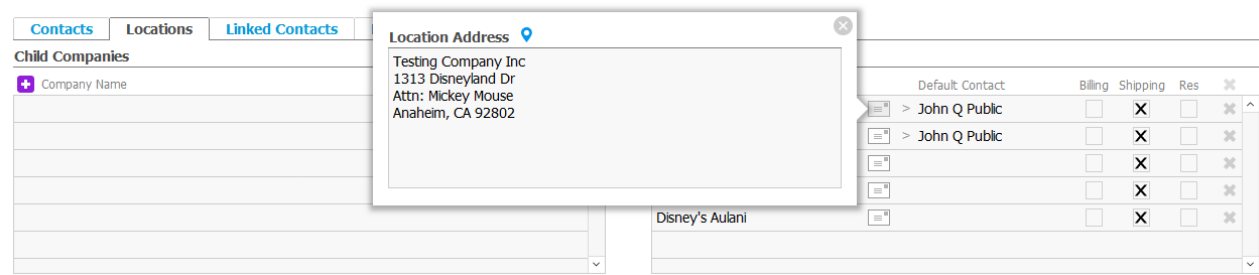 Contacts Locations Linked Contacts
Child Companies
Company Name
Location Address
Testing Company Inc
1313 Disneyland Dr
Attn: Mickey Mouse
Anaheim, CA 92802
Default Contact Billing Shipping Res
> John Q Public X
> John Q Public X
X
X
Disney's Aulani X